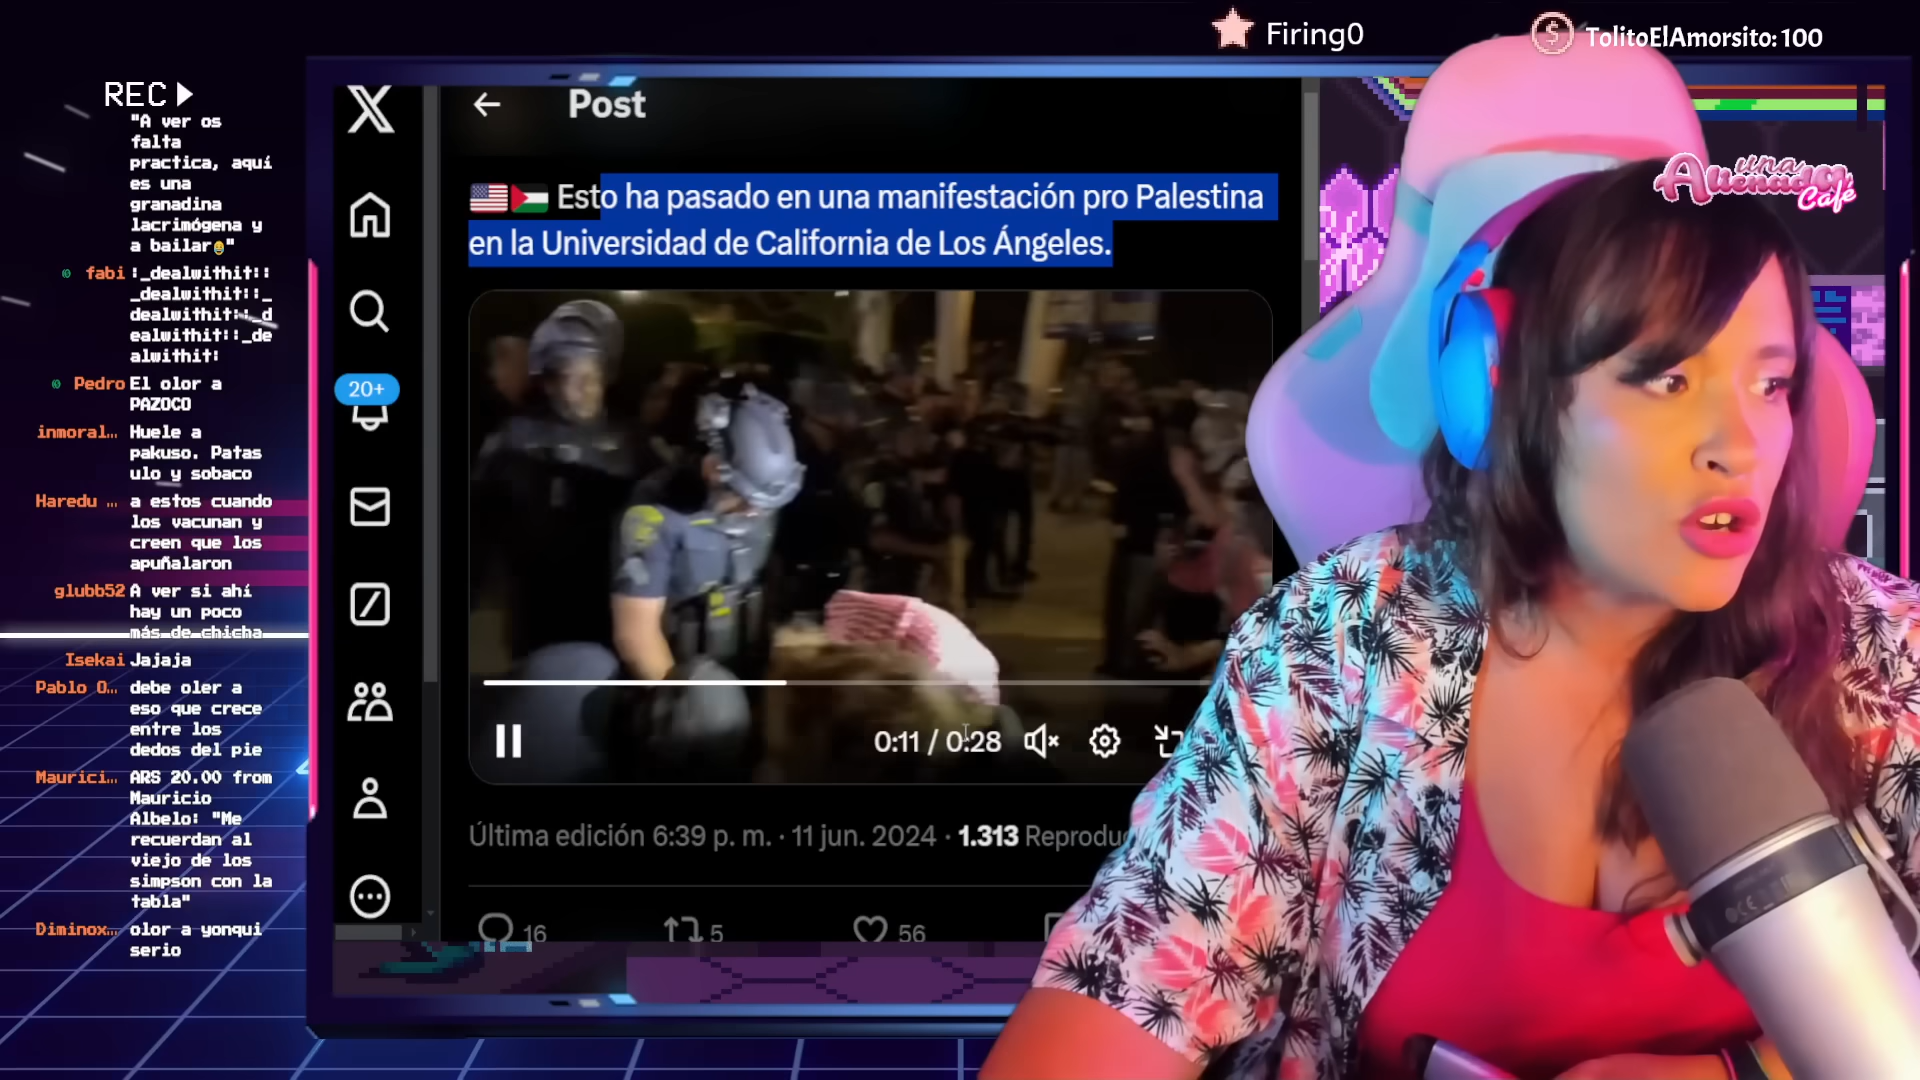 Firing0
TolitoElAmorsito: 100
REC
"A ver os
falta
practica, aquí
es una
granadina
lacrimógena y
a bailar😂"
fabi :_dealwithit::
_dealwithit::_
dealwithit::_d
ealwithit::_de
alwithit:
Pedro El olor a
PAZOCO
inmoral… Huele a
pakuso. Patas
ulo y sobaco
Haredu … a estos cuando
los vacunan y
creen que los
apuñalaron
glubb52 A ver si ahí
hay un poco
más de chicha
Isekai Jajaja
Pablo O… debe oler a
eso que crece
entre los
dedos del pie
Maurici… ARS 20.00 from
Mauricio
Albelo: "Me
recuerdan al
viejo de los
simpson con la
tabla"
Diminox… olor a yonqui
serio
20+
Post
🇺🇸🇵🇸 Esto ha pasado en una manifestación pro Palestina
en la Universidad de California de Los Ángeles.
0:11 / 0:28
Última edición 6:39 p. m. · 11 jun. 2024 · 1.313 Reproduc
16
5
56
una
Alienada
Café